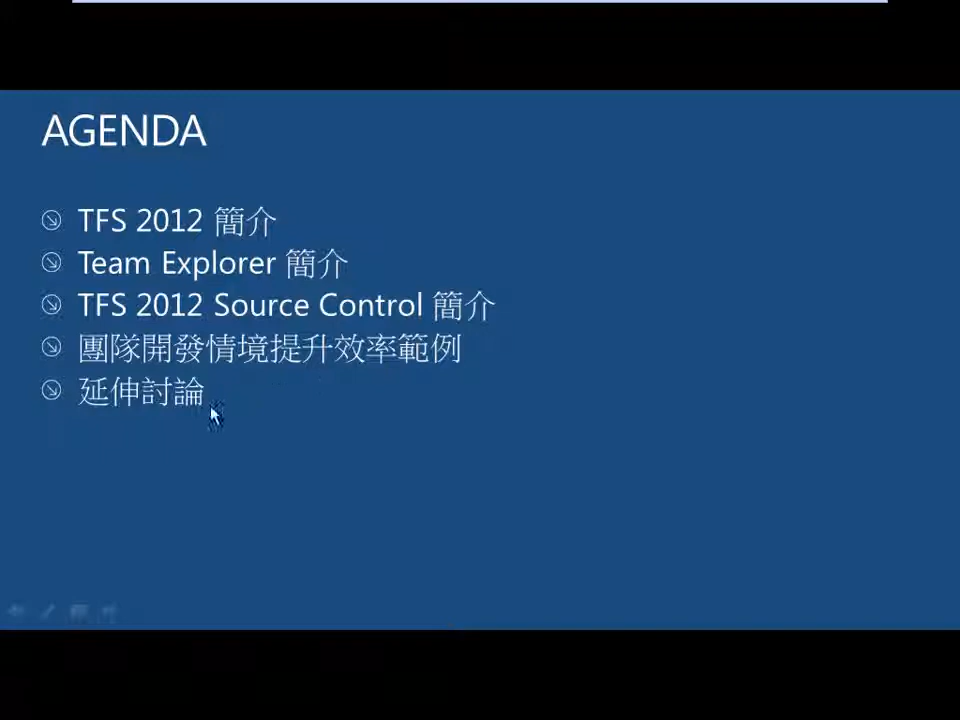 AGENDA
TFS 2012 簡介
Team Explorer 簡介
TFS 2012 Source Control 簡介
團隊開發情境提升效率範例
延伸討論